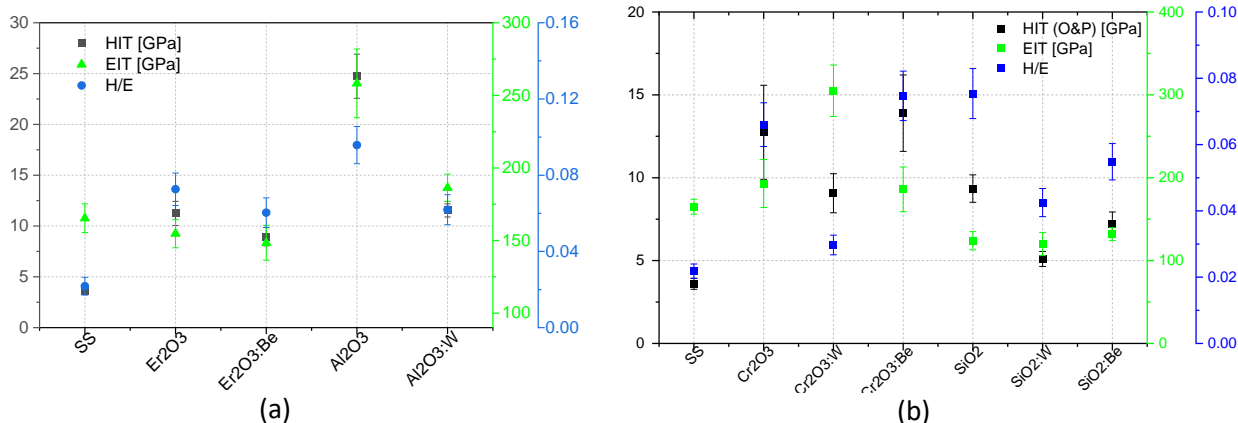 30
25
20
15
10
5
0
HIT [GPa]
EIT [GPa]
H/E
300
250
200
150
100
0.16
0.12
0.08
0.04
0.00
SS
Er2O3
Er2O3:Be
Al2O3
Al2O3:W
(a)
20
15
10
5
0
HIT (O&P) [GPa]
EIT [GPa]
H/E
400
300
200
100
0
0.10
0.08
0.06
0.04
0.02
0.00
SS
Cr2O3
Cr2O3:W
Cr2O3:Be
SiO2
SiO2:W
SiO2:Be
(b)